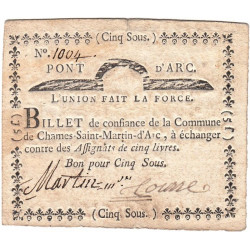 (Cinq Sous.)
N°. 1004.
PONT D'ARC.
L'UNION FAIT LA FORCE.
BILLET de confiance de la Commune
de Chames-Saint-Martin-d'Arc, à échanger
contre des Assignats de cinq livres.
Bon pour Cinq Sous.
Martin
(Cinq Sous.)